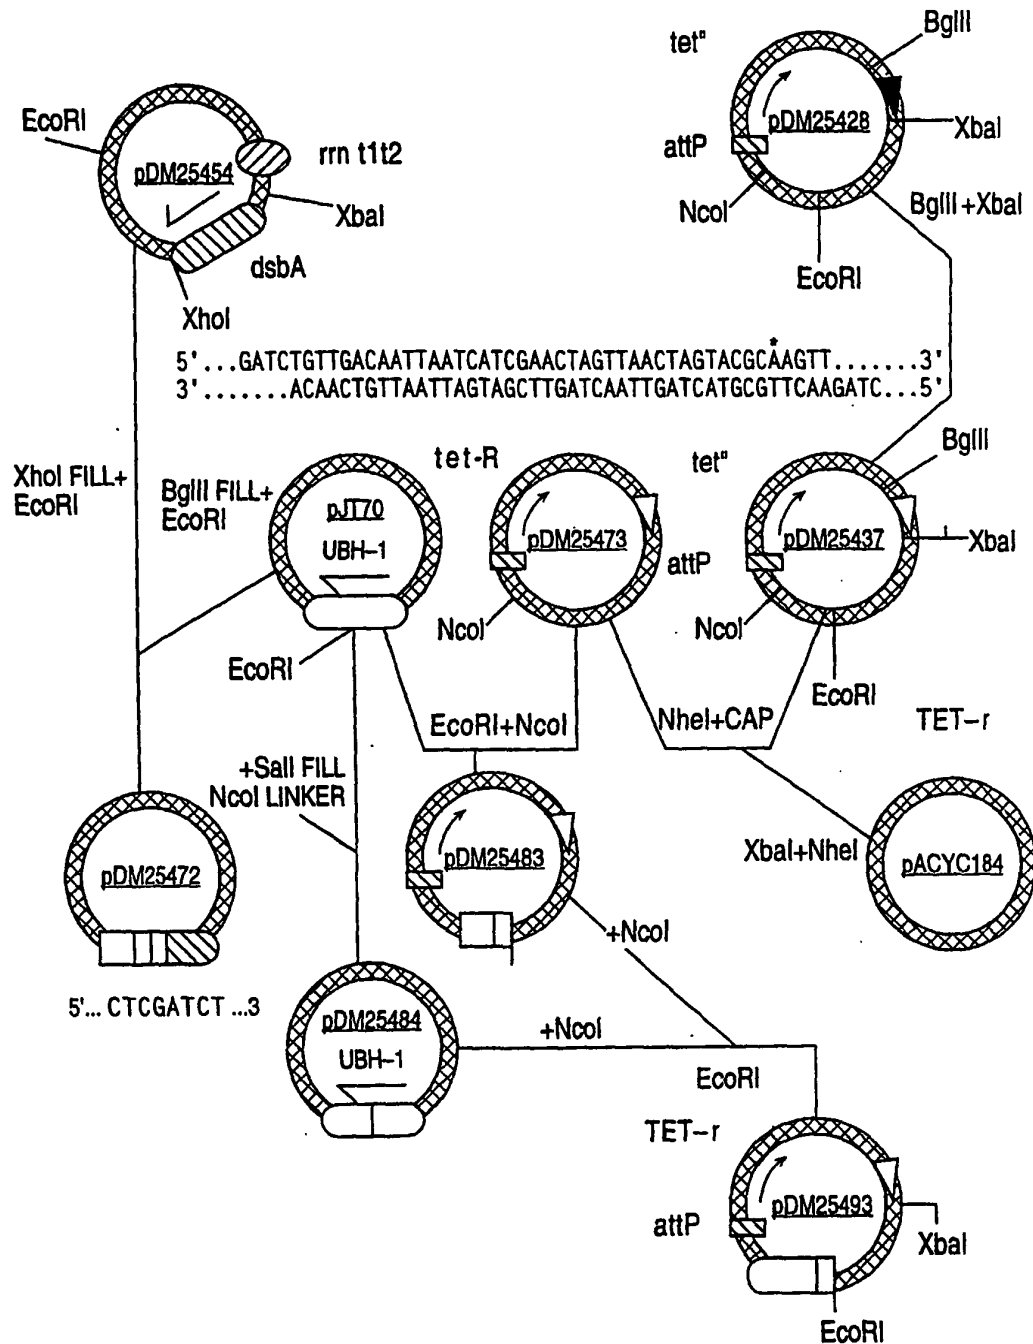 tet"
BglII
EcoRI
pDM25454
rrn t1t2
XbaI
dsbA
XhoI
pDM25428
attP
XbaI
NcoI
BglII+XbaI
EcoRI
*
5'...GATCTGTTGACAATTAATCATCGAACTAGTTAACTAGTACGCAAGTT.......3'
3'.......ACAACTGTTAATTAGTAGCTTGATCAATTGATCATGCGTTCAAGATC...5'
XhoI FILL+
EcoRI
BglII FILL+
EcoRI
pJT70
UBH-1
EcoRI
tet-R
pDM25473
NcoI
tet"
BglII
attP
pDM25437
XbaI
NcoI
EcoRI
EcoRI+NcoI
NheI+CAP
TET-r
+SalI FILL
NcoI LINKER
pDM25472
5'... CTCGATCT ...3
pDM25483
XbaI+NheI
pACYC184
+NcoI
pDM25484
UBH-1
+NcoI
EcoRI
TET-r
attP
pDM25493
XbaI
EcoRI